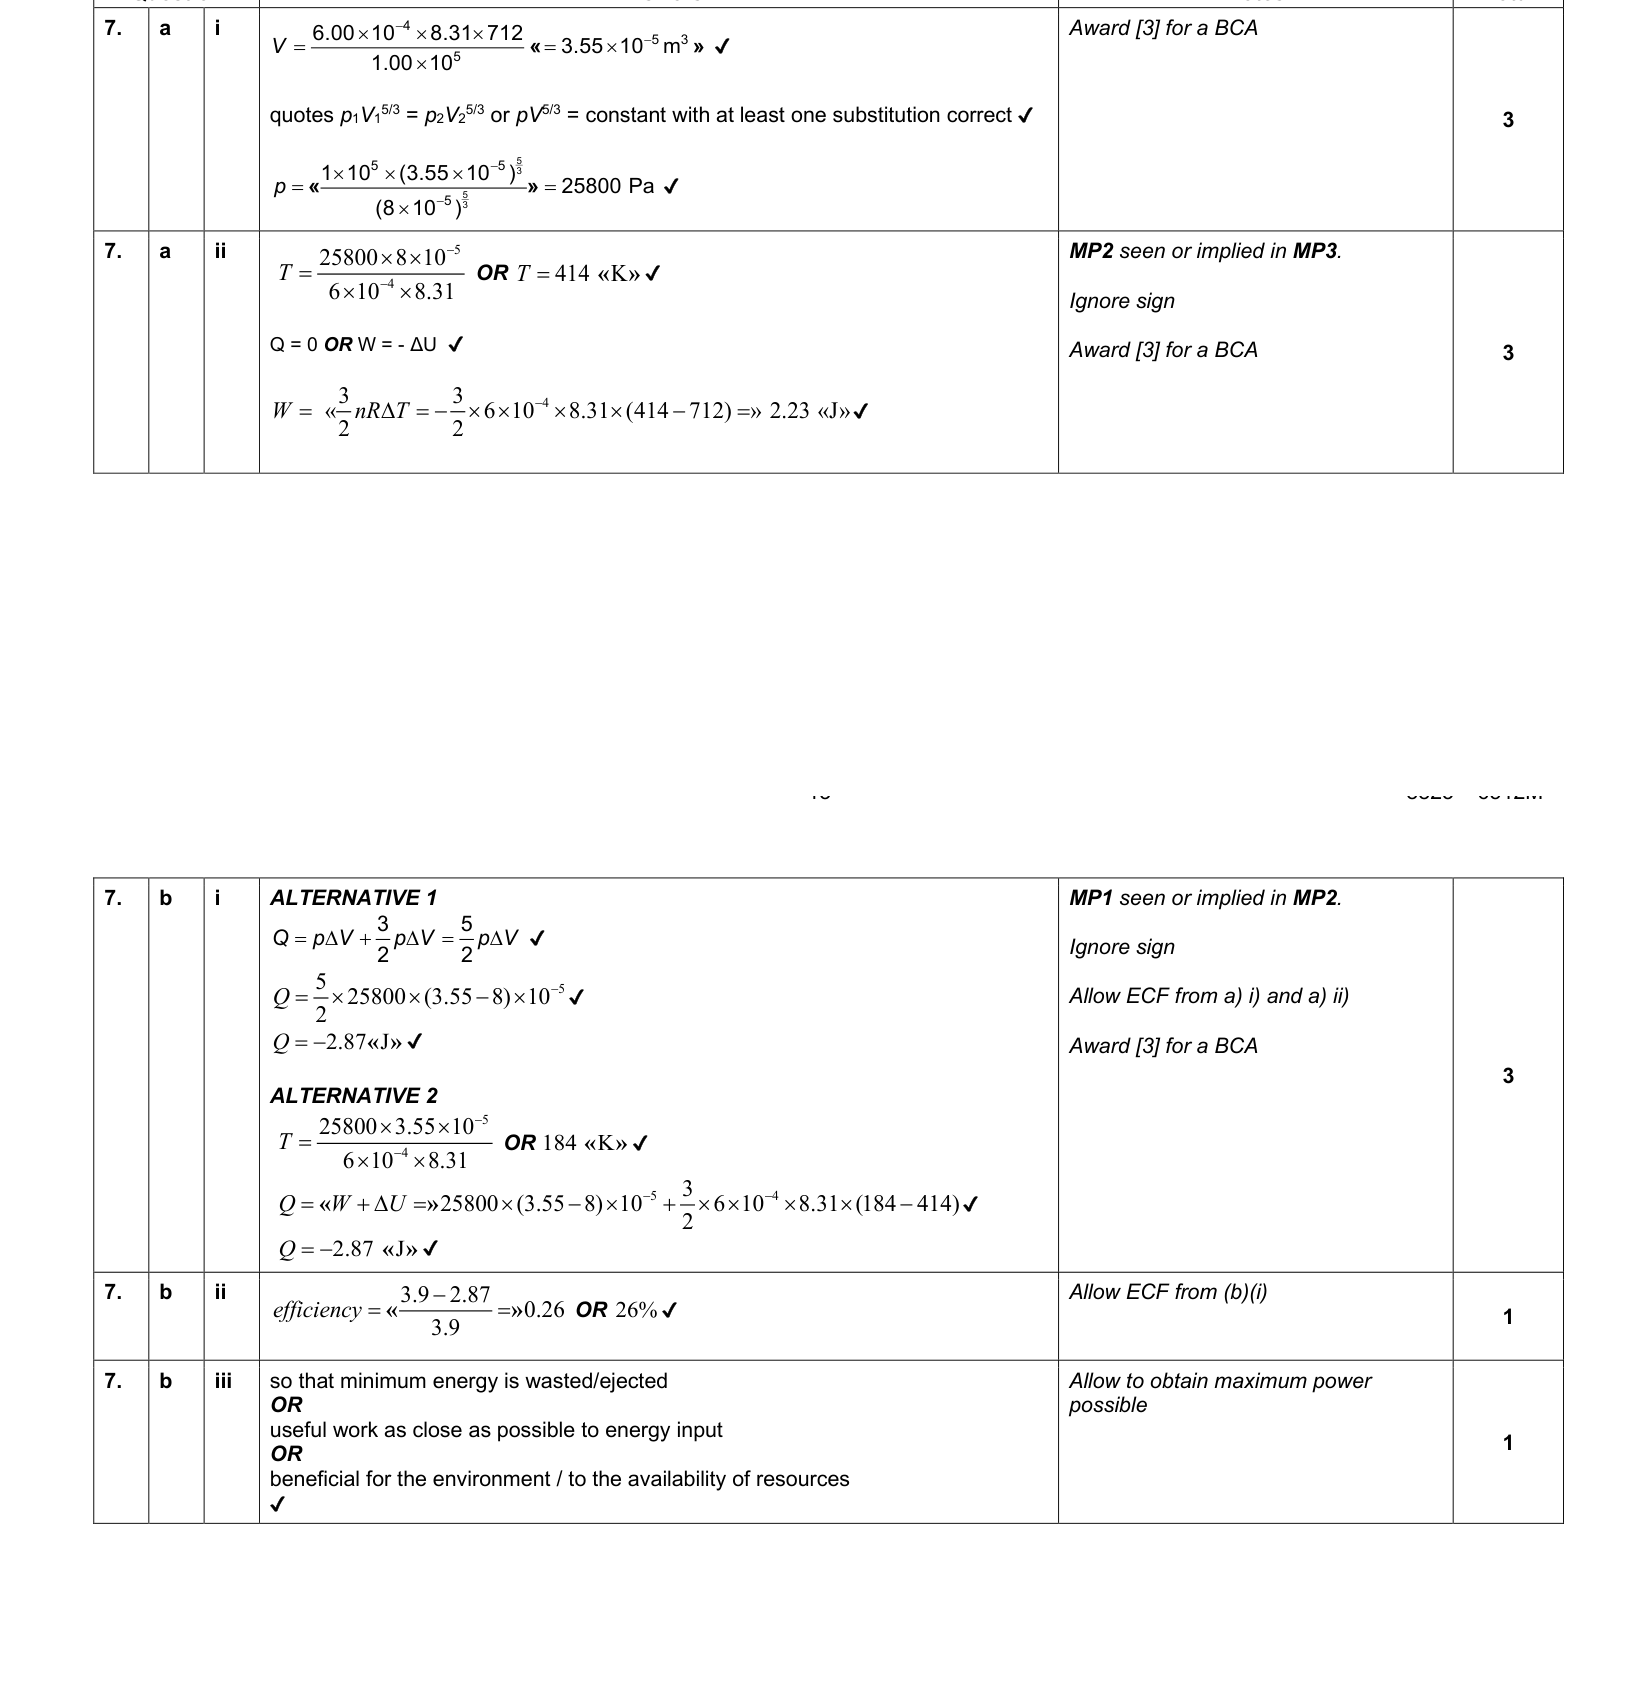 7. a i V = 6.00×10⁻⁴ ×8.31×712 / 1.00×10⁵ «= 3.55×10⁻⁵ m³ » ✓ Award [3] for a BCA
quotes p₁V₁^5/3 = p₂V₂^5/3 or pV^5/3 = constant with at least one substitution correct ✓ 3
p = « 1×10⁵ ×(3.55×10⁻⁵)^5/3 / (8×10⁻⁵)^5/3 » = 25800 Pa ✓
7. a ii T = 25800×8×10⁻⁵ / 6×10⁻⁴ ×8.31 OR T = 414 «K» ✓ MP2 seen or implied in MP3.
Ignore sign
Q = 0 OR W = - ΔU ✓ Award [3] for a BCA 3
W = « 3/2 nRΔT = − 3/2 ×6×10⁻⁴ ×8.31×(414−712) =» 2.23 «J» ✓
7. b i ALTERNATIVE 1 MP1 seen or implied in MP2.
Q = pΔV + 3/2 pΔV = 5/2 pΔV ✓ Ignore sign
Q = 5/2 ×25800×(3.55−8)×10⁻⁵ ✓ Allow ECF from a) i) and a) ii)
Q = −2.87«J» ✓ Award [3] for a BCA
3
ALTERNATIVE 2
T = 25800×3.55×10⁻⁵ / 6×10⁻⁴ ×8.31 OR 184 «K» ✓
Q = «W + ΔU =»25800×(3.55−8)×10⁻⁵ + 3/2 ×6×10⁻⁴ ×8.31×(184−414) ✓
Q = −2.87 «J» ✓
7. b ii efficiency = « 3.9−2.87 / 3.9 =»0.26 OR 26% ✓ Allow ECF from (b)(i) 1
7. b iii so that minimum energy is wasted/ejected Allow to obtain maximum power
OR possible
useful work as close as possible to energy input
OR 1
beneficial for the environment / to the availability of resources
✓